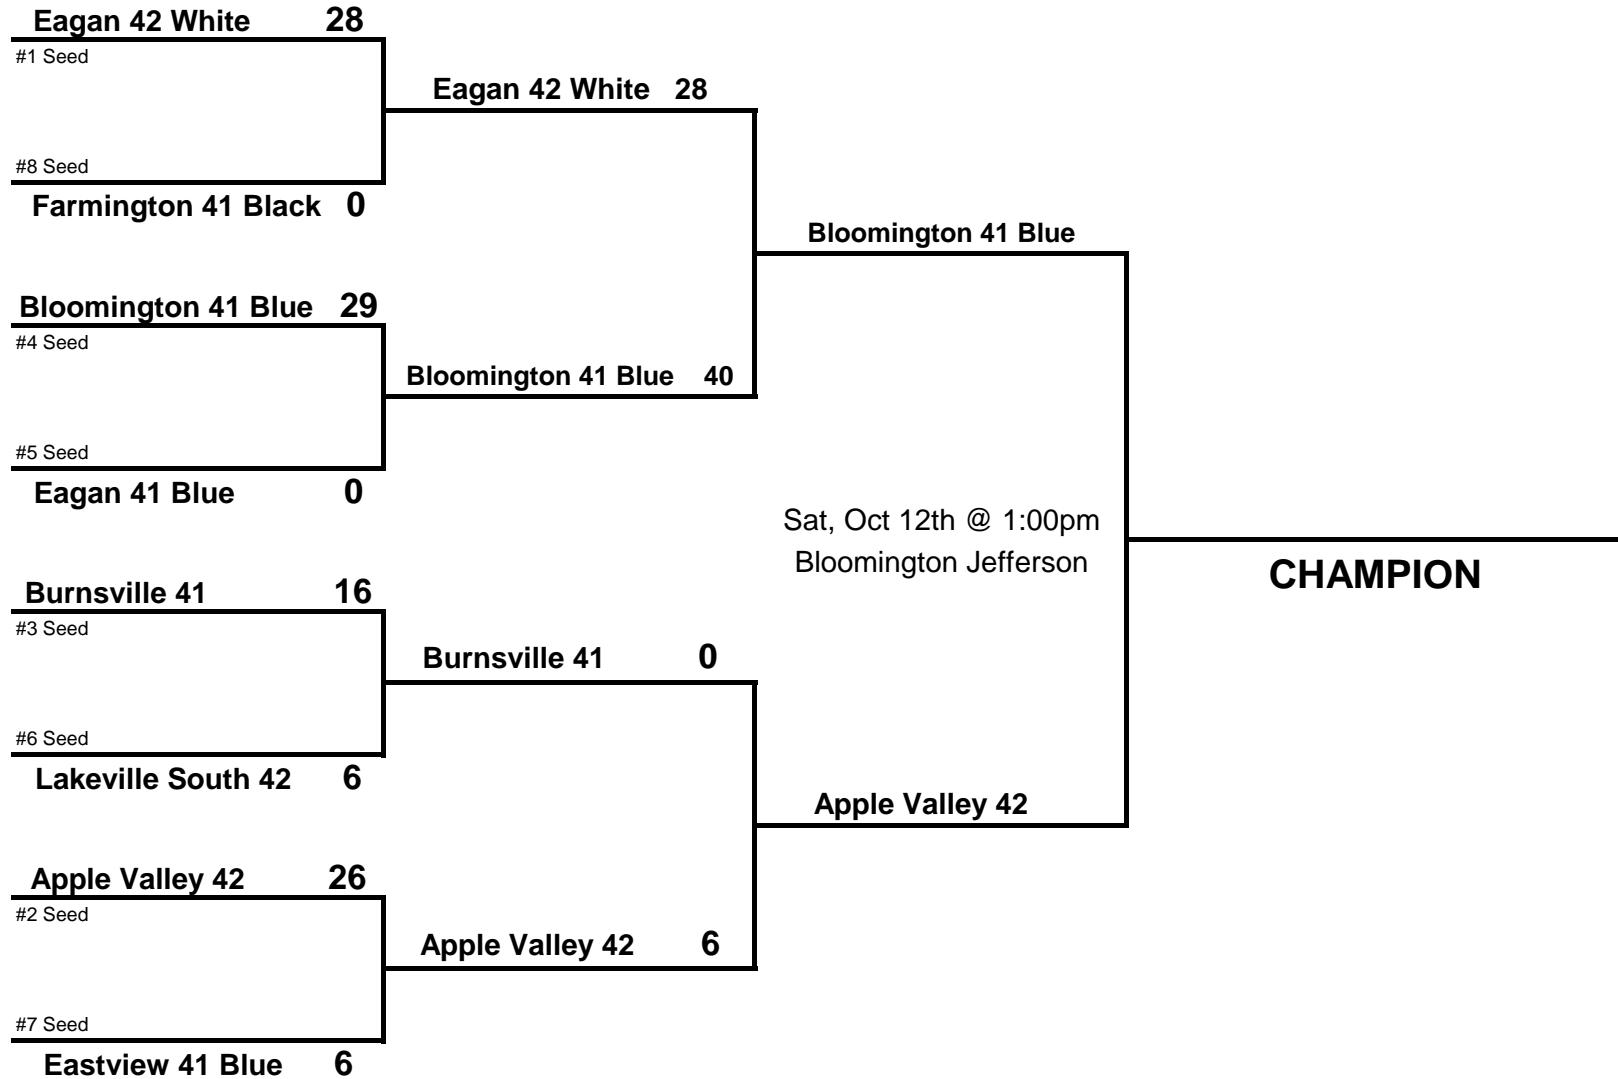 Eagan 42 White 28
#1 Seed
Eagan 42 White 28
#8 Seed
Farmington 41 Black 0
Bloomington 41 Blue
Bloomington 41 Blue 29
#4 Seed
Bloomington 41 Blue 40
#5 Seed
Eagan 41 Blue 0
Sat, Oct 12th @ 1:00pm
Bloomington Jefferson
CHAMPION
Burnsville 41 16
#3 Seed
Burnsville 41 0
#6 Seed
Lakeville South 42 6
Apple Valley 42
Apple Valley 42 26
#2 Seed
Apple Valley 42 6
#7 Seed
Eastview 41 Blue 6